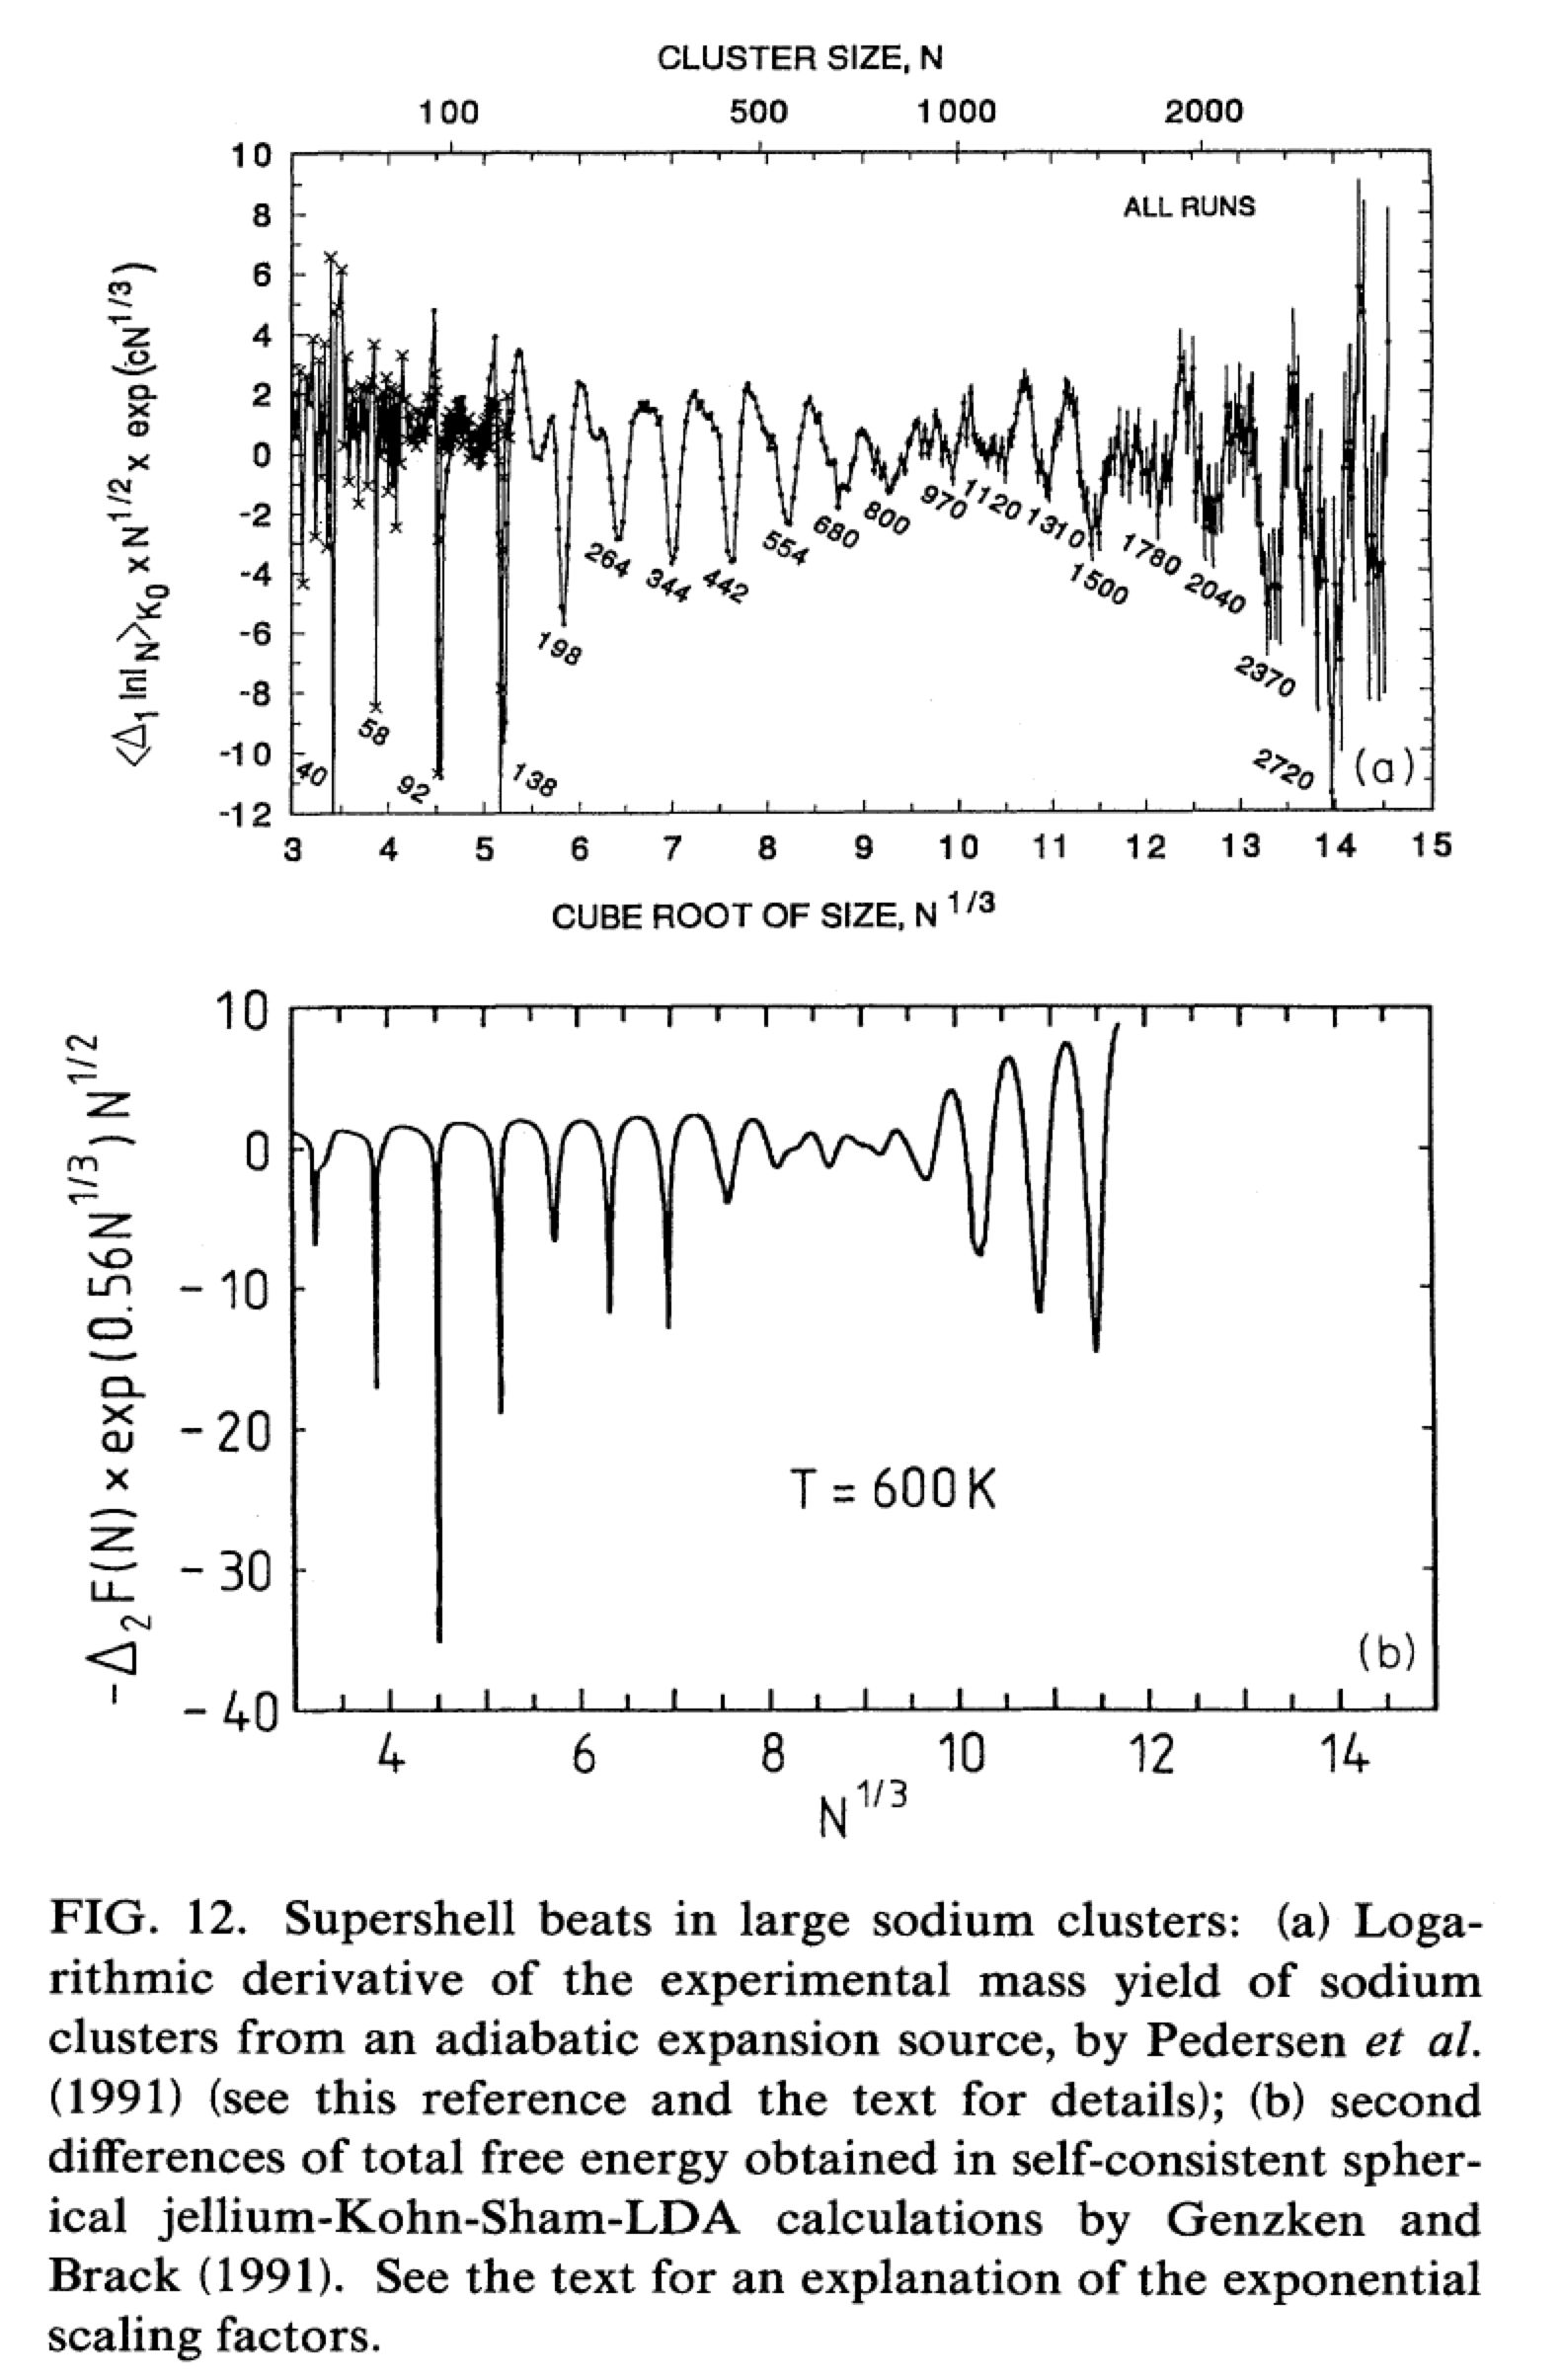 CLUSTER SIZE, N
100 500 1000 2000
10
8
6
4
2
0
-2
-4
-6
-8
-10
-12
<Δ1 lnIN>K0 x N1/2 x exp(cN1/3)
ALL RUNS
40
58
92
138
198
264
344
442
554
680
800
970
1120
1310
1500
1780
2040
2370
2720
(a)
3 4 5 6 7 8 9 10 11 12 13 14 15
CUBE ROOT OF SIZE, N 1/3
10
0
- 10
- 20
- 30
- 40
-Δ2F(N) × exp(0.56N1/3)N1/2
T = 600K
(b)
4 6 8 10 12 14
N1/3
FIG. 12. Supershell beats in large sodium clusters: (a) Loga-
rithmic derivative of the experimental mass yield of sodium
clusters from an adiabatic expansion source, by Pedersen et al.
(1991) (see this reference and the text for details); (b) second
differences of total free energy obtained in self-consistent spher-
ical jellium-Kohn-Sham-LDA calculations by Genzken and
Brack (1991). See the text for an explanation of the exponential
scaling factors.